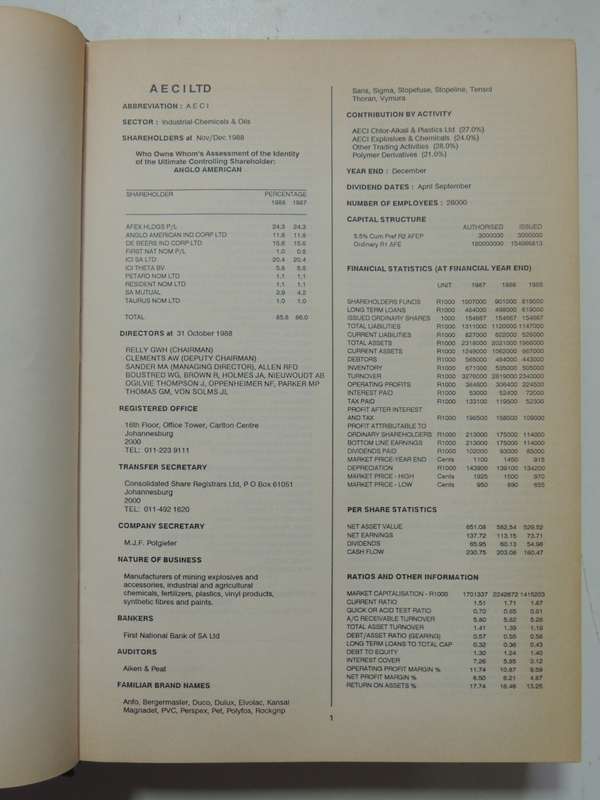 A E C I LTD
ABBREVIATION : A E C I
SECTOR : Industrial-Chemicals & Oils
SHAREHOLDERS at Nov/Dec 1988
Who Owns Whom's Assessment of the Identity
of the Ultimate Controlling Shareholder:
ANGLO AMERICAN
SHAREHOLDER PERCENTAGE
1988 1987
AFEX HLDGS P/L 24,3 24,3
ANGLO AMERICAN IND CORP LTD 11,8 11,8
DE BEERS IND CORP LTD 15,8 15,6
FIRST NAT NOM P/L 1,0 0,8
ICI SA LTD 20,4 20,4
ICI THETA BV 5,8 5,8
PETARD NOM LTD 1,1 1,1
RESIDENT NOM LTD 1,1 1,1
SA MUTUAL 2,9 4,2
TAURUS NOM LTD 1,0 1,0
TOTAL 85,8 86,0
DIRECTORS at 31 October 1988
RELLY GWH (CHAIRMAN)
CLEMENTS AW (DEPUTY CHAIRMAN)
SANDER MA (MANAGING DIRECTOR), ALLEN RFD
BOUSTRED WG, BROWN R, HOLMES JA, NIEUWOUDT AB
OGILVIE THOMPSON J, OPPENHEIMER NF, PARKER MP
THOMAS GM, VON SOLMS JL
REGISTERED OFFICE
16th Floor, Office Tower, Carlton Centre
Johannesburg
2000
TEL: 011-223 9111
TRANSFER SECRETARY
Consolidated Share Registrars Ltd, P O Box 61051
Johannesburg
2000
TEL: 011-492 1620
COMPANY SECRETARY
M.J.F. Potgieter
NATURE OF BUSINESS
Manufacturers of mining explosives and
accessories, industrial and agricultural
chemicals, fertilizers, plastics, vinyl products,
synthetic fibres and paints.
BANKERS
First National Bank of SA Ltd
AUDITORS
Aiken & Peat
FAMILIAR BRAND NAMES
Anfo, Bergermaster, Duco, Dulux, Elvolac, Kansai
Magnadet, PVC, Perspex, Pet, Polyfos, Rockgrip
Sans, Sigma, Stopefuse, Stopeline, Tensol
Thoran, Vymura
CONTRIBUTION BY ACTIVITY
AECI Chlor-Alkali & Plastics Ltd (27.0%)
AECI Explosives & Chemicals (24.0%)
Other Trading Activities (28.0%)
Polymer Derivatives (21.0%)
YEAR END : December
DIVIDEND DATES : April September
NUMBER OF EMPLOYEES : 28000
CAPITAL STRUCTURE
AUTHORISED ISSUED
5.5% Cum Pref R2 AFEP 3000000 3000000
Ordinary R1 AFE 180000000
FINANCIAL STATISTICS (AT FINANCIAL YEAR END)
UNIT 1987 1986 1985
SHAREHOLDERS FUNDS R1000 1007000 901000 819000
LONG TERM LOANS R1000 484000 498000 619000
ISSUED ORDINARY SHARES 1000 154667 154667 154667
TOTAL LIABILITIES R1000 1311000 1120000 1147000
CURRENT LIABILITIES R1000 827000 622000 528000
TOTAL ASSETS R1000 2318000 2021000 1966000
CURRENT ASSETS R1000 1249000 1062000 967000
DEBTORS R1000 565000 494000 443000
INVENTORY R1000 671000 535000 505000
TURNOVER R1000 3276000 2819000 2340000
OPERATING PROFITS R1000 384600 306400 224500
INTEREST PAID R1000 53000 52400 72000
TAX PAID R1000 133100 119500 52300
PROFIT AFTER INTEREST
AND TAX R1000 198500 158000 109000
PROFIT ATTRIBUTABLE TO
ORDINARY SHAREHOLDERS R1000 213000 175000 114000
BOTTOM LINE EARNINGS R1000 213000 175000 114000
DIVIDENDS PAID R1000 102000 93000 85000
MARKET PRICE-YEAR END Cents 1100 1450 915
DEPRECIATION R1000 143900 139100 134200
MARKET PRICE - HIGH Cents 1925 1500 970
MARKET PRICE - LOW Cents 950 890 655
PER SHARE STATISTICS
NET ASSET VALUE 651.08 582.54 529.52
NET EARNINGS 137.72 113.15 73.71
DIVIDENDS 65.95 60.13 54.96
CASH FLOW 230.75 203.08 160.47
RATIOS AND OTHER INFORMATION
MARKET CAPITALISATION - R1000 1701337 2242672 1415203
CURRENT RATIO 1.51 1.71 1.87
QUICK OR ACID TEST RATIO 0.70 0.85 0.91
A/C RECEIVABLE TURNOVER 5.80 5.62 5.28
TOTAL ASSET TURNOVER 1.41 1.39 1.19
DEBT/ASSET RATIO (GEARING) 0.57 0.55 0.58
LONG TERM LOANS TO TOTAL CAP 0.32 0.36 0.43
DEBT TO EQUITY 1.30 1.24 1.40
INTEREST COVER 7.26 5.85 3.12
OPERATING PROFIT MARGIN % 11.74 10.87 9.59
NET PROFIT MARGIN % 6.50 6.21 4.87
RETURN ON ASSETS % 17.74 16.46 13.26
1